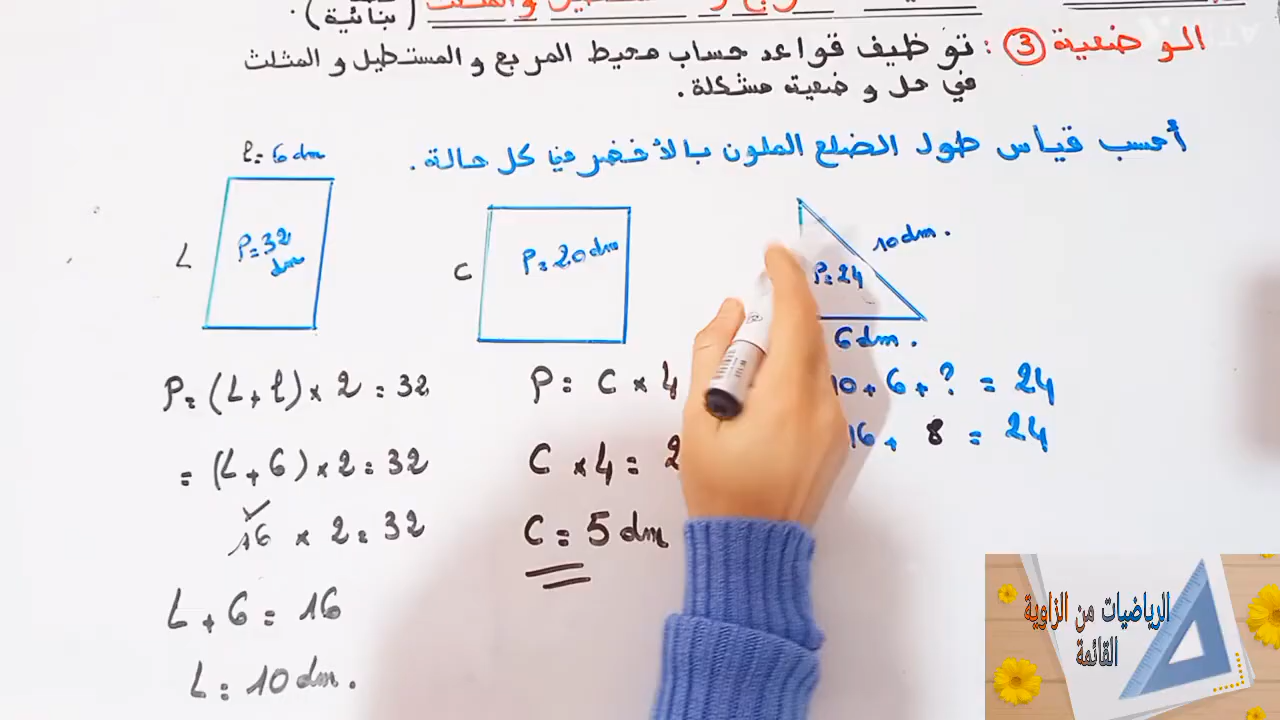 (بنائية)
الوضعية ③ : توظيف قواعد حساب محيط المربع و المستطيل و المثلث
في حل وضعية مشكلة .
أحسب قياس طول الضلع الملون بالأخضر في كل حالة .
l = 6 dm
L
P = 32 dm
C
P = 20 dm
10 dm .
P = 24
6 dm .
P = (L + l) × 2 = 32
= (L + 6) × 2 = 32
16 × 2 = 32
L + 6 = 16
L = 10 dm .
P = C × 4
C × 4 = 2
C = 5 dm
10 + 6 + ? = 24
16 + 8 = 24
الرياضيات من الزاوية
القائمة